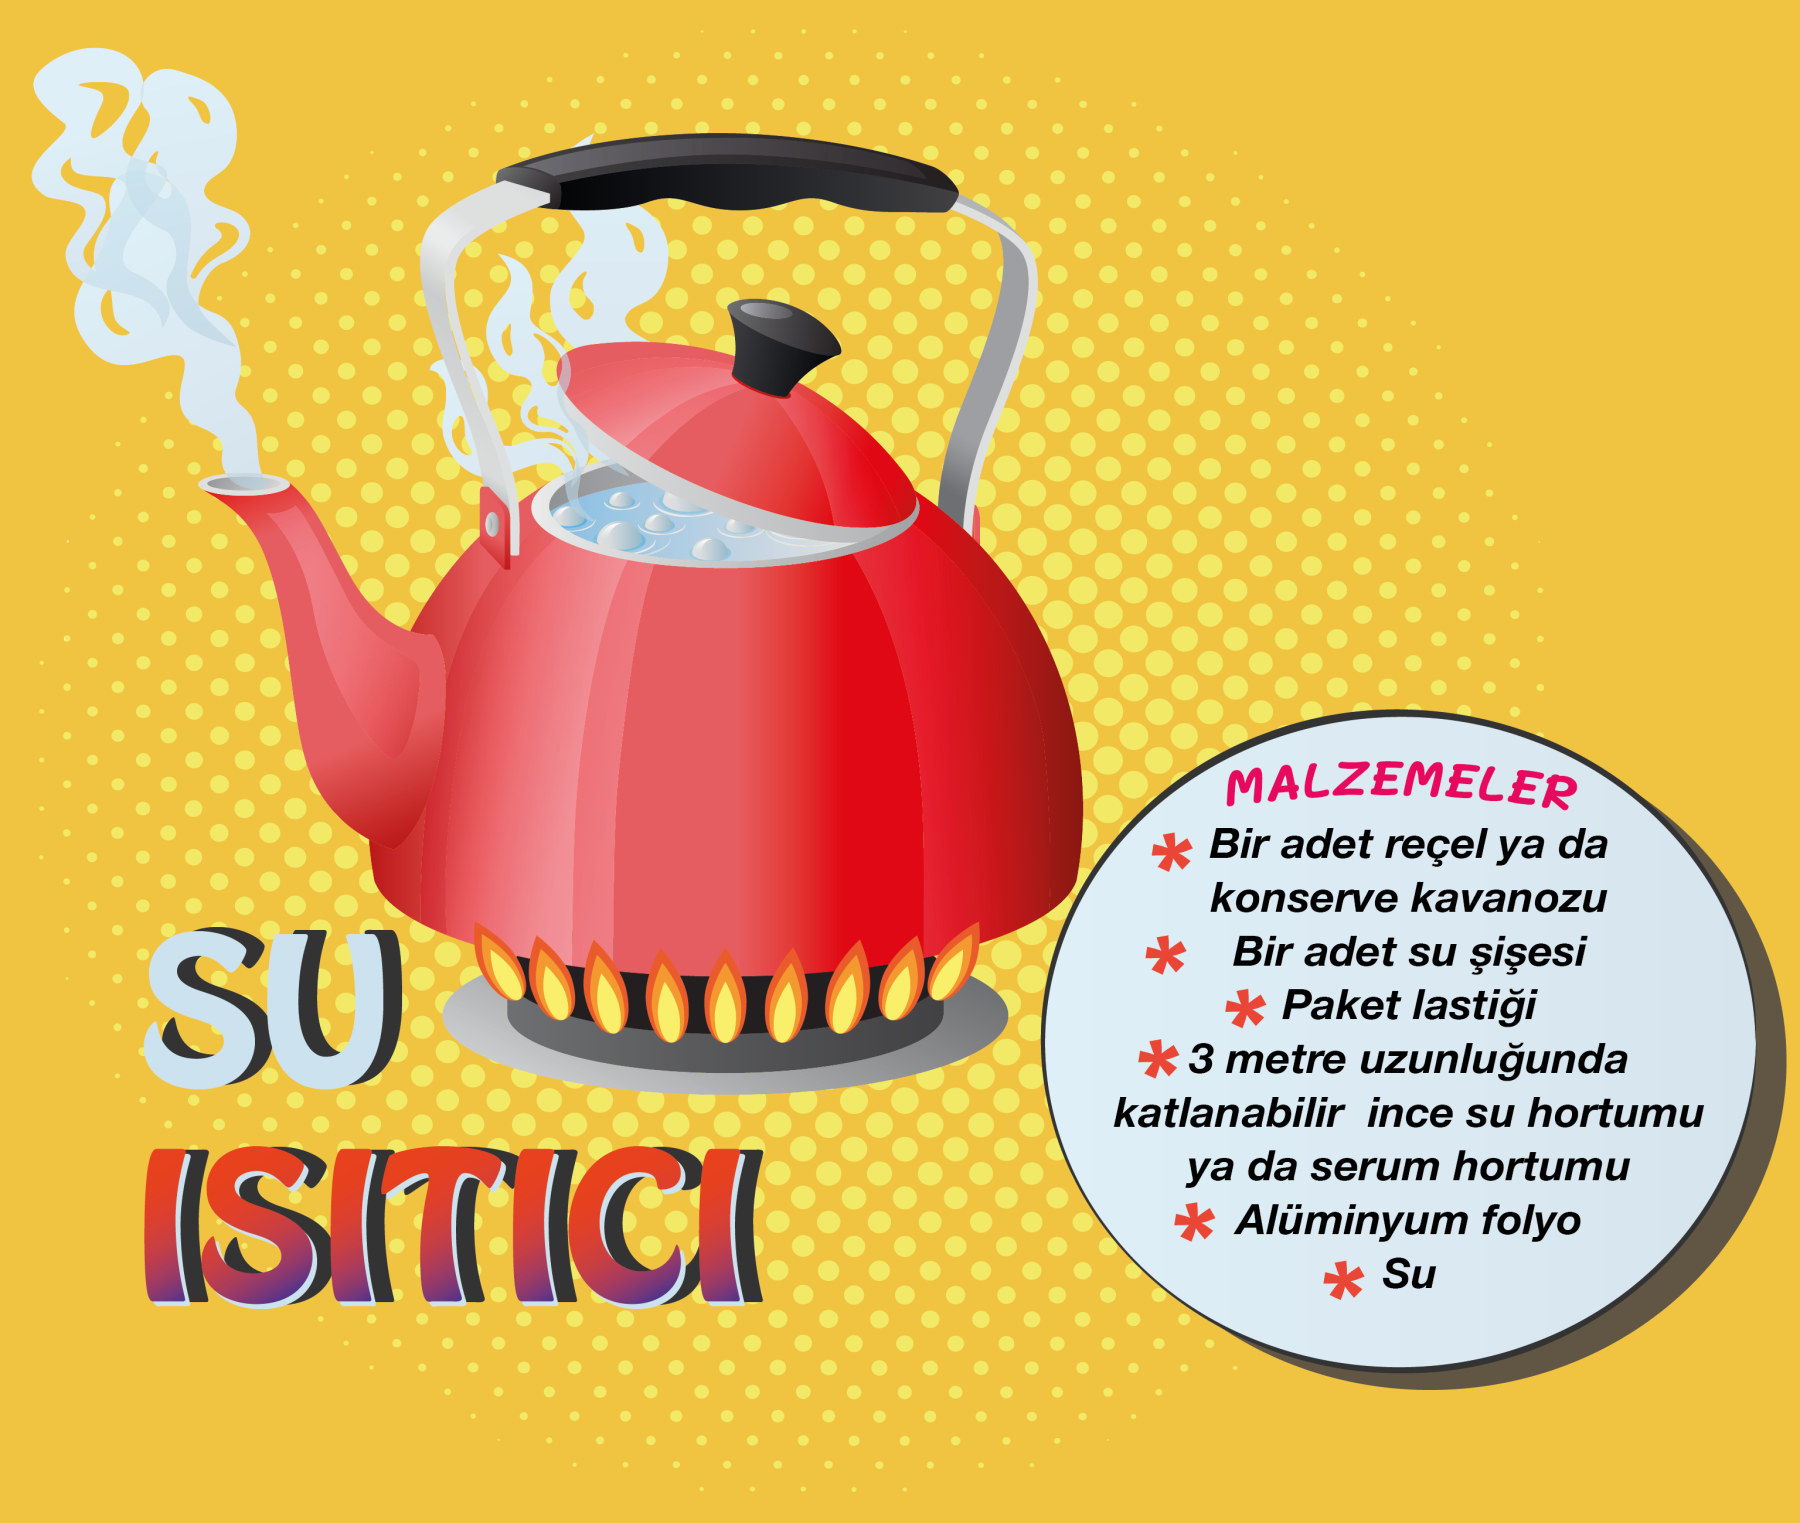 SU
ISITICI
MALZEMELER
* Bir adet reçel ya da
konserve kavanozu
* Bir adet su şişesi
* Paket lastiği
* 3 metre uzunluğunda
katlanabilir ince su hortumu
ya da serum hortumu
* Alüminyum folyo
* Su